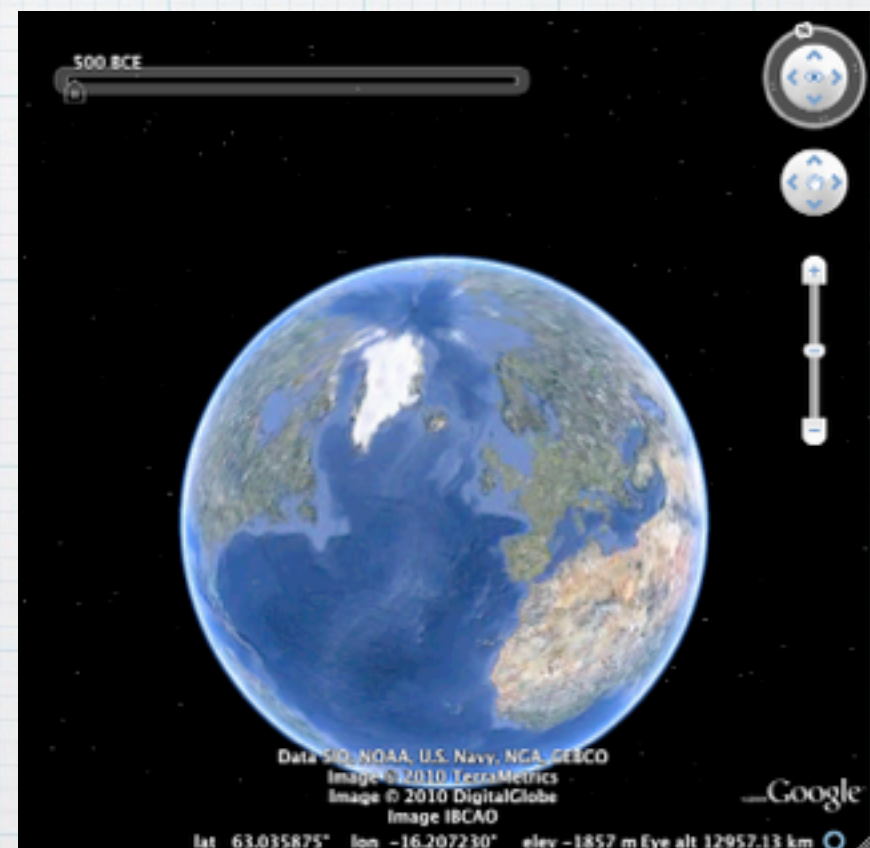 500 BCE
Data SIO, NOAA, U.S. Navy, NGA, GEBCO
Image © 2010 TerraMetrics
Image © 2010 DigitalGlobe
Image IBCAO
Google
lat 63.035875° lon -16.207230° elev -1857 m Eye alt 12957.13 km